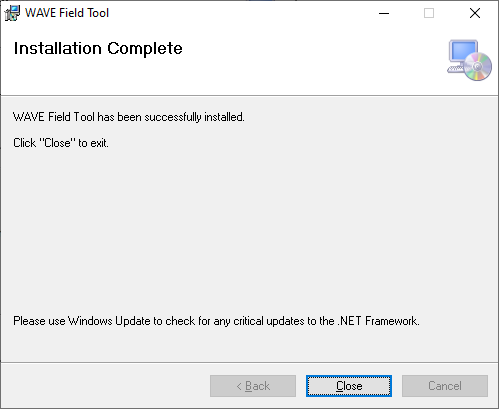 WAVE Field Tool
Installation Complete
WAVE Field Tool has been successfully installed.
Click "Close" to exit.
Please use Windows Update to check for any critical updates to the .NET Framework.
< Back
Close
Cancel